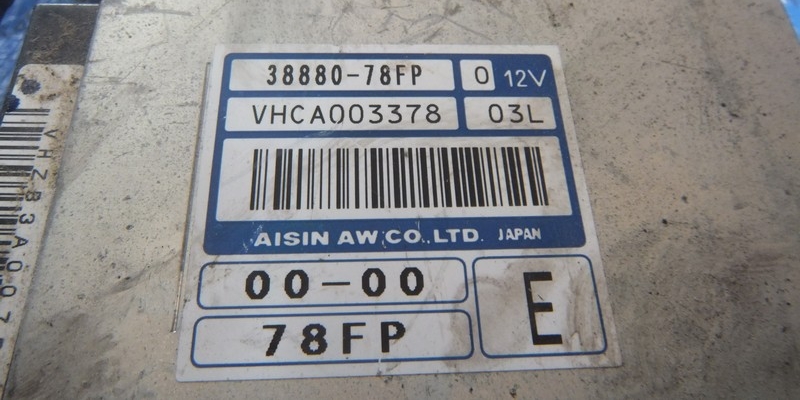 38880-78FP 0 12V
VHCA003378 03L
AISIN AW CO.,LTD. JAPAN
00-00 E
78FP